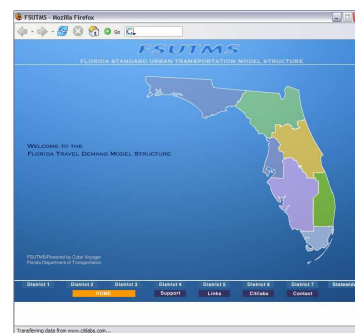 FSUTMS - Mozilla Firefox
Go
FSUTMS
FLORIDA STANDARD URBAN TRANSPORTATION MODEL STRUCTURE
WELCOME TO THE
FLORIDA TRAVEL DEMAND MODEL STRUCTURE
FSUTMS/Powered by Cube Voyager
Florida Department of Transportation
District 1 District 2 District 3 District 4 District 5 District 6 District 7 Statewide
HOME Support Links Citilabs Contact
Transferring data from www.citilabs.com...